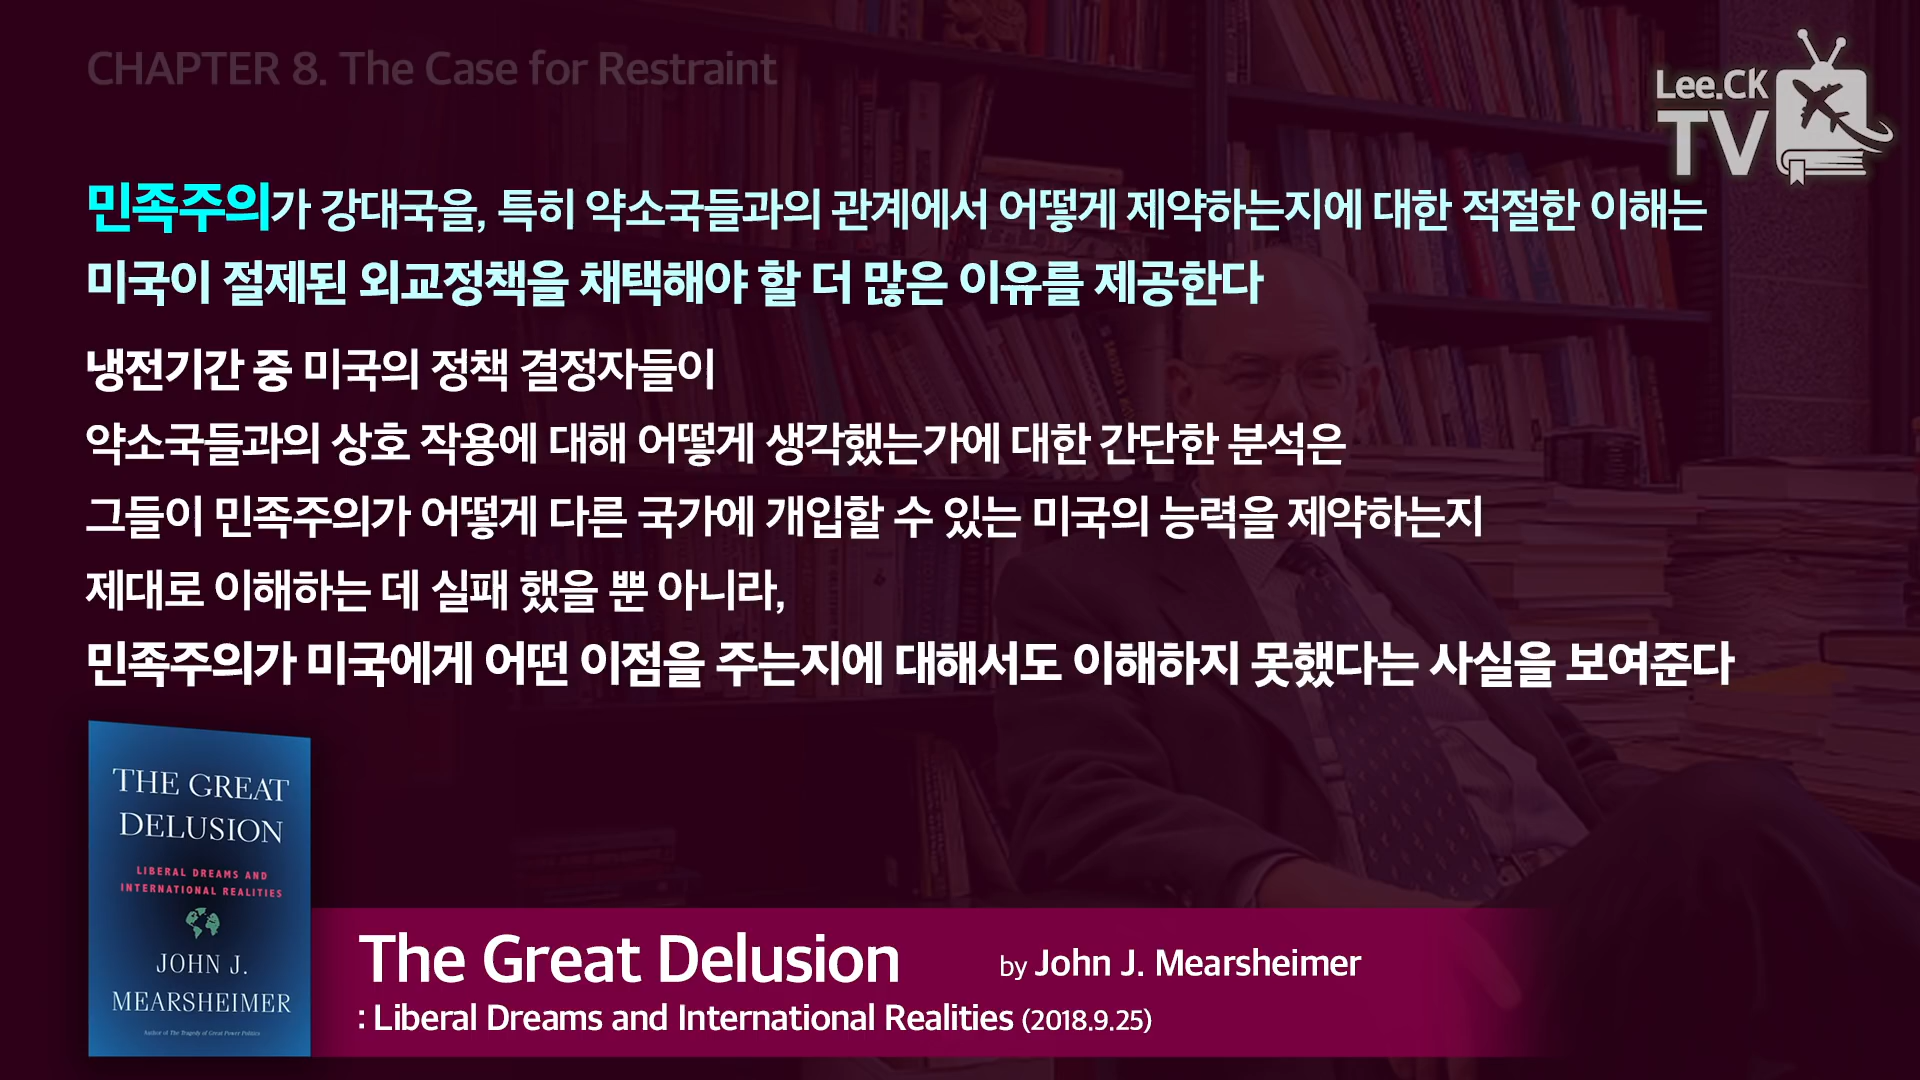 CHAPTER 8. The Case for Restraint
Lee.CK
TV
민족주의가 강대국을, 특히 약소국들과의 관계에서 어떻게 제약하는지에 대한 적절한 이해는
미국이 절제된 외교정책을 채택해야 할 더 많은 이유를 제공한다
냉전기간 중 미국의 정책 결정자들이
약소국들과의 상호 작용에 대해 어떻게 생각했는가에 대한 간단한 분석은
그들이 민족주의가 어떻게 다른 국가에 개입할 수 있는 미국의 능력을 제약하는지
제대로 이해하는 데 실패 했을 뿐 아니라,
민족주의가 미국에게 어떤 이점을 주는지에 대해서도 이해하지 못했다는 사실을 보여준다
THE GREAT
DELUSION
LIBERAL DREAMS AND
INTERNATIONAL REALITIES
JOHN J.
MEARSHEIMER
Author of The Tragedy of Great Power Politics
The Great Delusion by John J. Mearsheimer
: Liberal Dreams and International Realities (2018.9.25)